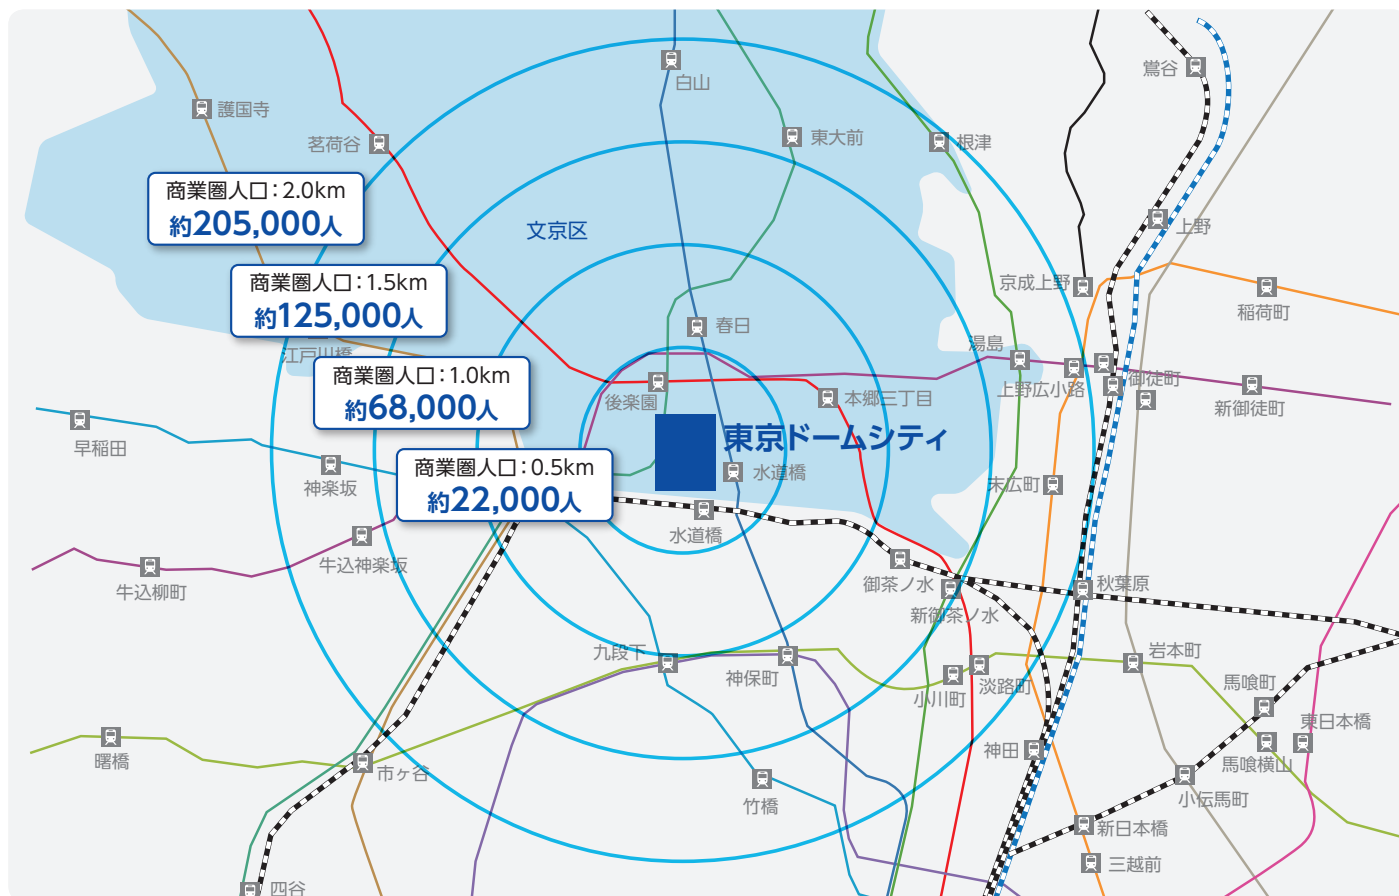 鶯谷
白山
護国寺
茗荷谷
東大前
根津
商業圏人口：2.0km
約205,000人
文京区
上野
商業圏人口：1.5km
約125,000人
京成上野
稲荷町
春日
江戸川橋
湯島
商業圏人口：1.0km
約68,000人
後楽園
本郷三丁目
上野広小路
御徒町
新御徒町
早稲田
東京ドームシティ
商業圏人口：0.5km
約22,000人
神楽坂
水道橋
末広町
水道橋
牛込神楽坂
牛込柳町
御茶ノ水
新御茶ノ水
秋葉原
九段下
神保町
小川町
淡路町
岩本町
馬喰町
東日本橋
曙橋
市ヶ谷
神田
馬喰横山
竹橋
小伝馬町
新日本橋
三越前
四谷